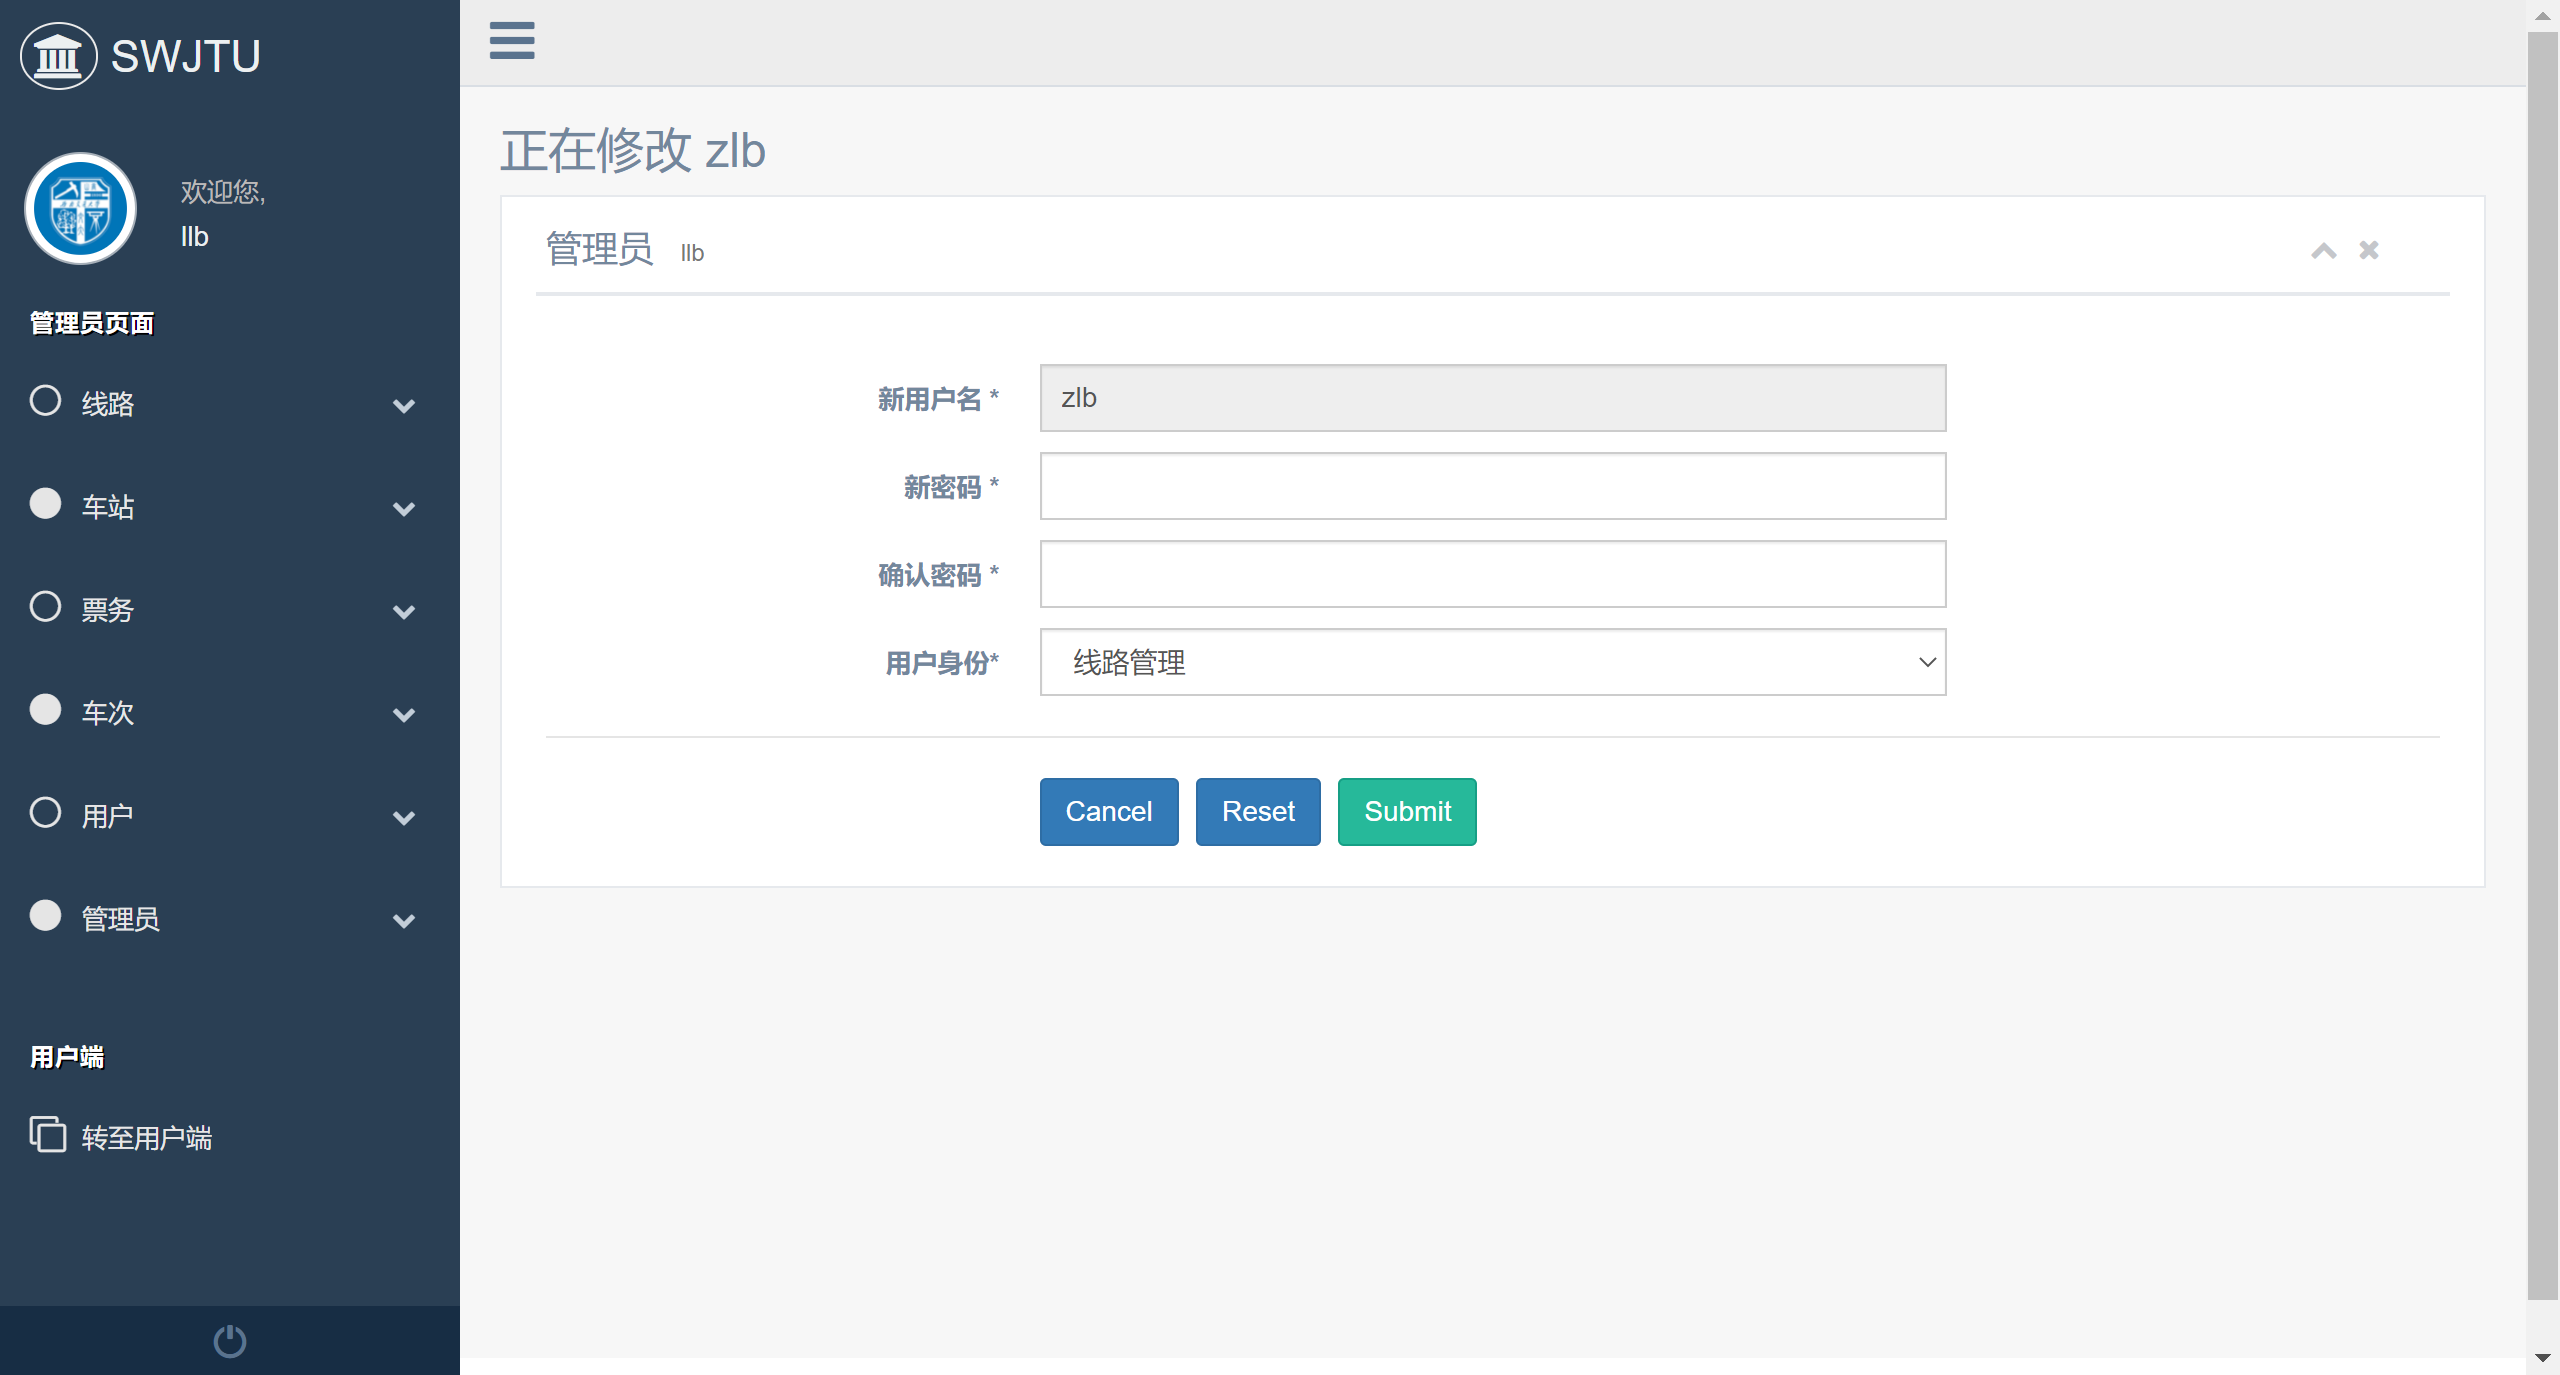 SWJTU
欢迎您,
llb
管理员页面
线路
车站
票务
车次
用户
管理员
用户端
转至用户端
正在修改 zlb
管理员 llb
新用户名 * zlb
新密码 *
确认密码 *
用户身份* 线路管理
Cancel Reset Submit